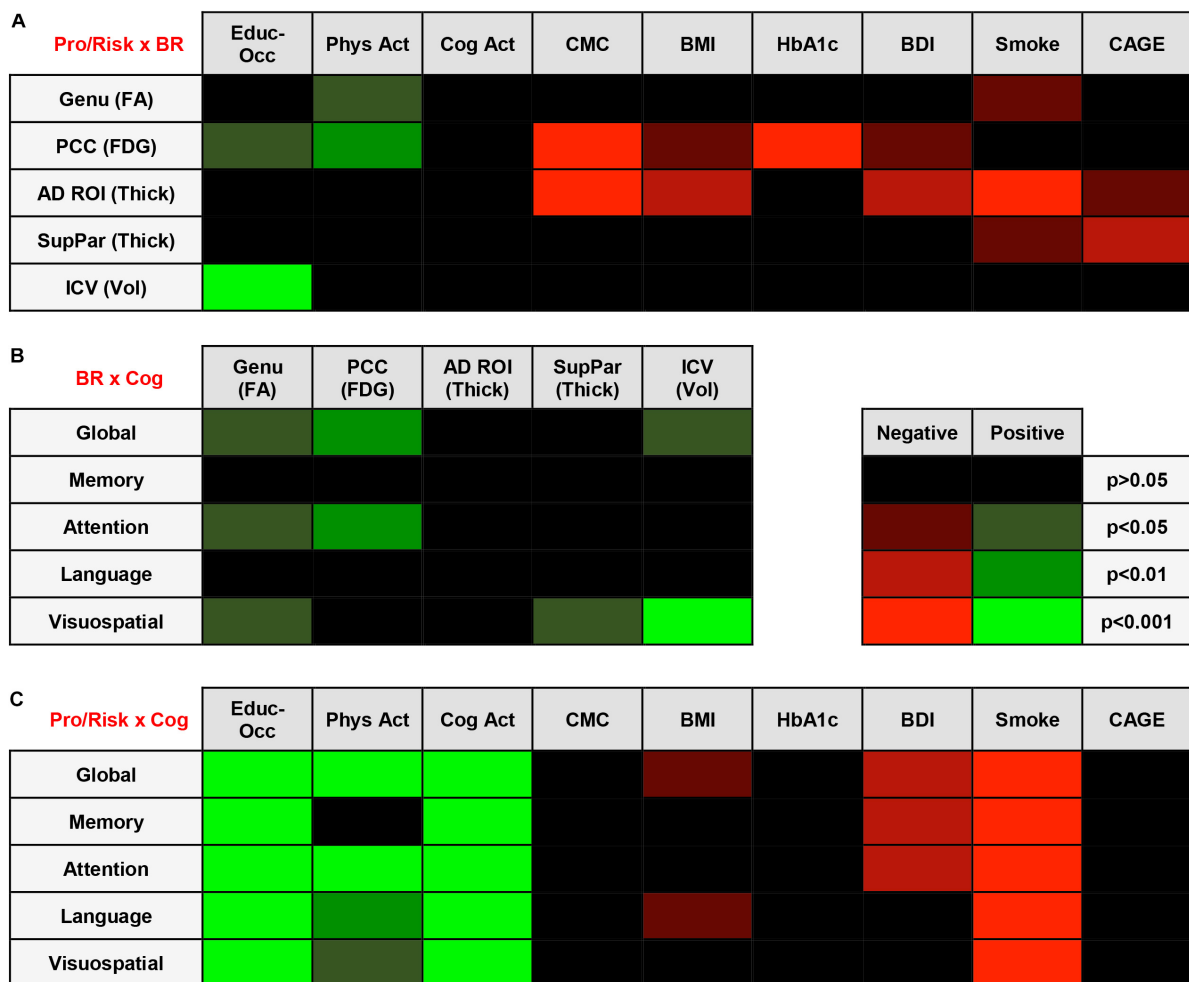 A
Pro/Risk x BR
Educ-
Occ
Phys Act
Cog Act
CMC
BMI
HbA1c
BDI
Smoke
CAGE
Genu (FA)
PCC (FDG)
AD ROI (Thick)
SupPar (Thick)
ICV (Vol)
B
BR x Cog
Genu
(FA)
PCC
(FDG)
AD ROI
(Thick)
SupPar
(Thick)
ICV
(Vol)
Global
Memory
Attention
Language
Visuospatial
Negative
Positive
p>0.05
p<0.05
p<0.01
p<0.001
C
Pro/Risk x Cog
Educ-
Occ
Phys Act
Cog Act
CMC
BMI
HbA1c
BDI
Smoke
CAGE
Global
Memory
Attention
Language
Visuospatial